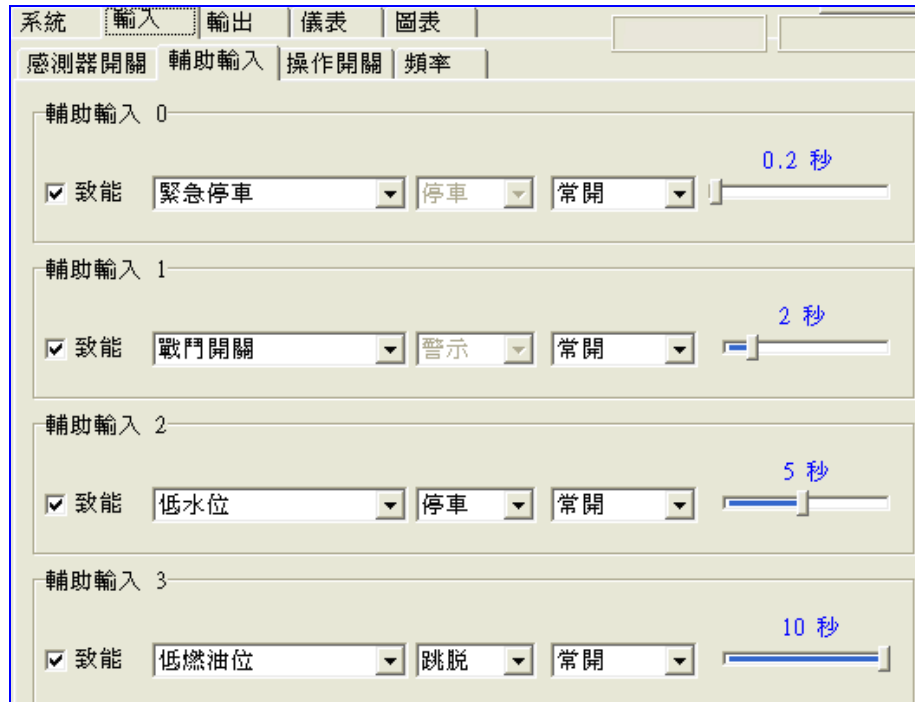 系統 輸入 輸出 儀表 圖表
感測器開關 輔助輸入 操作開關 頻率
輔助輸入 0
0.2 秒
致能 緊急停車 停車 常開
輔助輸入 1
2 秒
致能 戰鬥開關 警示 常開
輔助輸入 2
5 秒
致能 低水位 停車 常開
輔助輸入 3
10 秒
致能 低燃油位 跳脫 常開